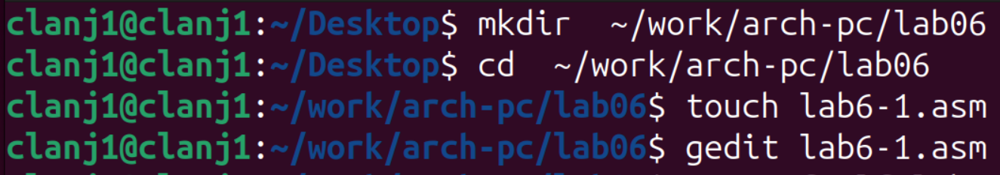 clanj1@clanj1:~/Desktop$ mkdir  ~/work/arch-pc/lab06
clanj1@clanj1:~/Desktop$ cd  ~/work/arch-pc/lab06
clanj1@clanj1:~/work/arch-pc/lab06$ touch lab6-1.asm
clanj1@clanj1:~/work/arch-pc/lab06$ gedit lab6-1.asm